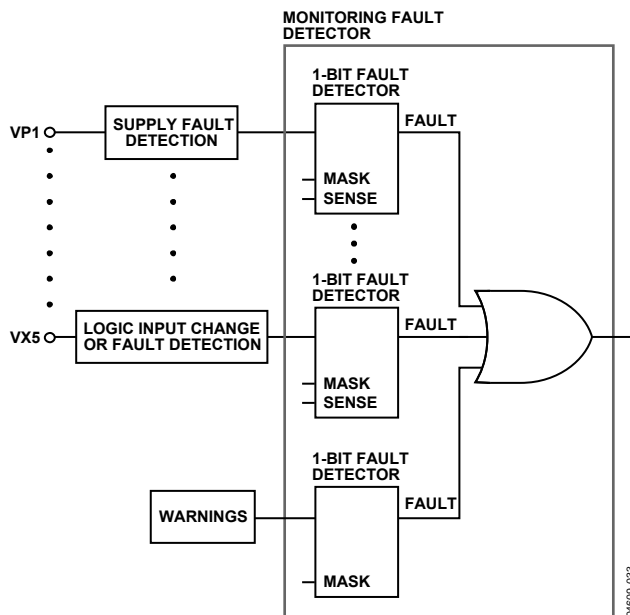 MONITORING FAULT
DETECTOR
1-BIT FAULT
DETECTOR
VP1
SUPPLY FAULT
DETECTION
FAULT
MASK
SENSE
1-BIT FAULT
DETECTOR
VX5
LOGIC INPUT CHANGE
OR FAULT DETECTION
FAULT
MASK
SENSE
1-BIT FAULT
DETECTOR
WARNINGS
FAULT
MASK